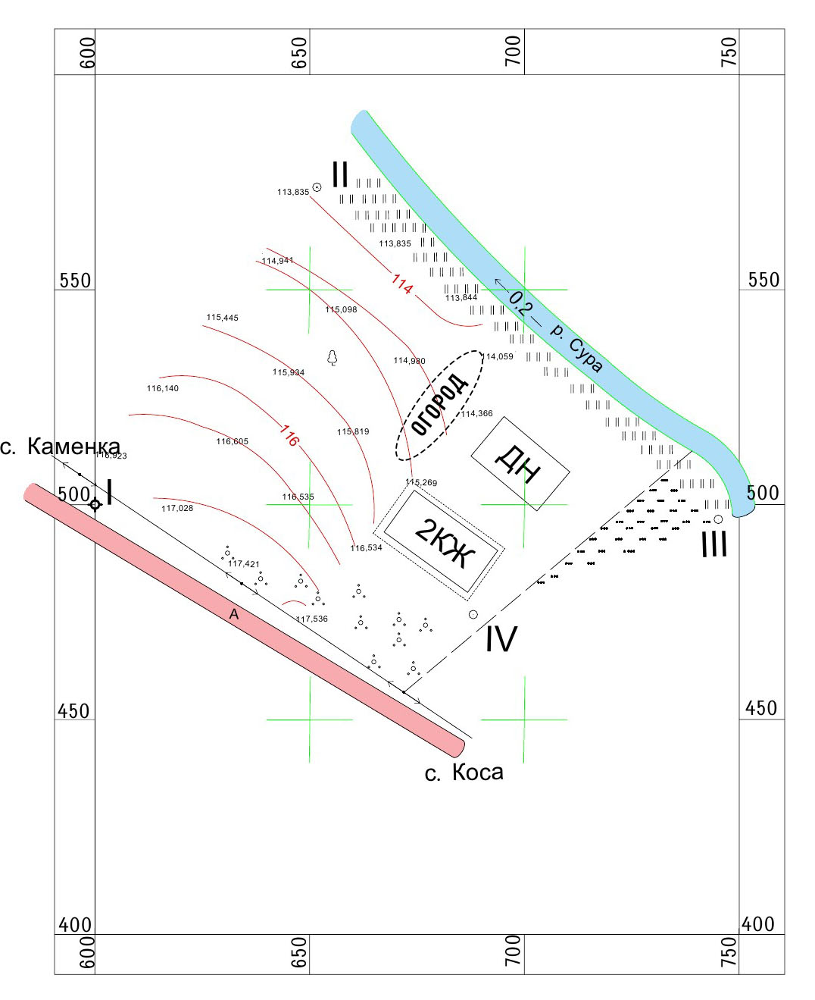 600 650 700 750
II
113,835
113,835
114,941
550 550
114
113,844
0,2
115,098
115,445
р. Сура
114,059
114,980
115,934
116,140
ОГОРОД
114,366
115,819
116
116,605
с. Каменка
116,923
ДН
115,269
I
500 500
116,535
117,028
2КЖ
III
116,534
117,421
А
117,536
IV
450 450
с. Коса
400 400
600 650 700 750